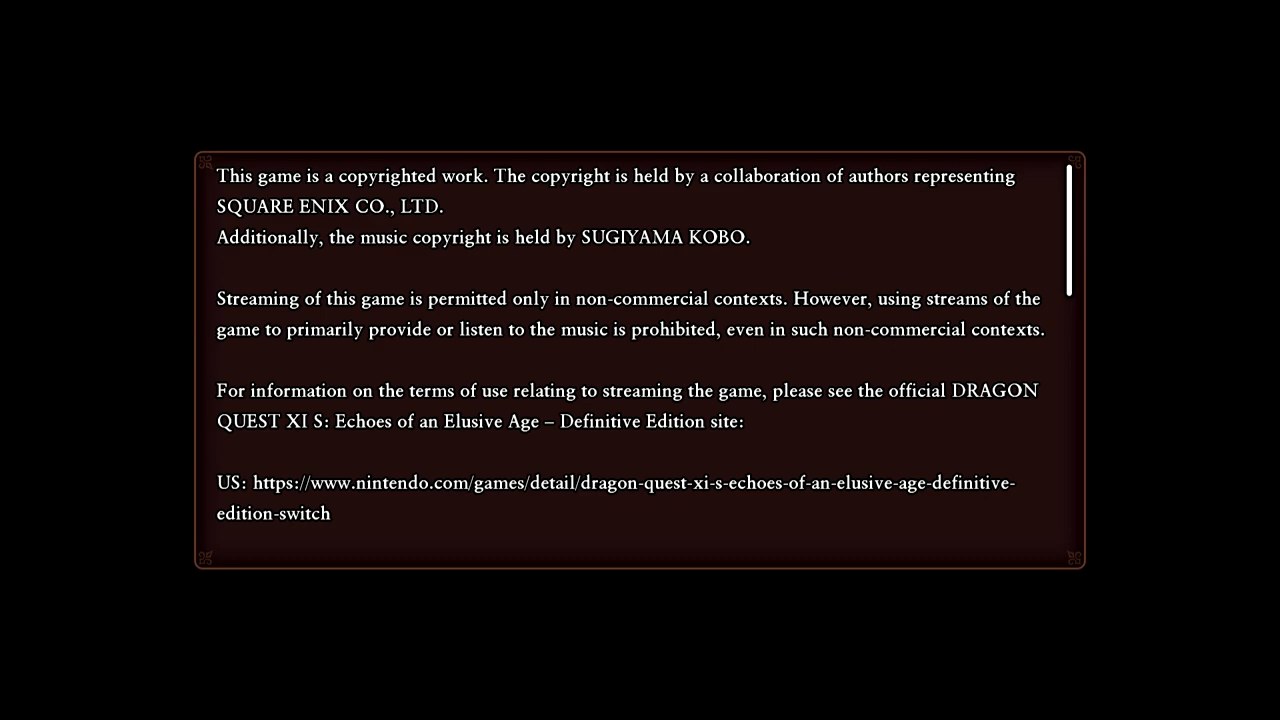 This game is a copyrighted work. The copyright is held by a collaboration of authors representing
SQUARE ENIX CO., LTD.
Additionally, the music copyright is held by SUGIYAMA KOBO.
Streaming of this game is permitted only in non-commercial contexts. However, using streams of the
game to primarily provide or listen to the music is prohibited, even in such non-commercial contexts.
For information on the terms of use relating to streaming the game, please see the official DRAGON
QUEST XI S: Echoes of an Elusive Age – Definitive Edition site:
US: https://www.nintendo.com/games/detail/dragon-quest-xi-s-echoes-of-an-elusive-age-definitive-
edition-switch